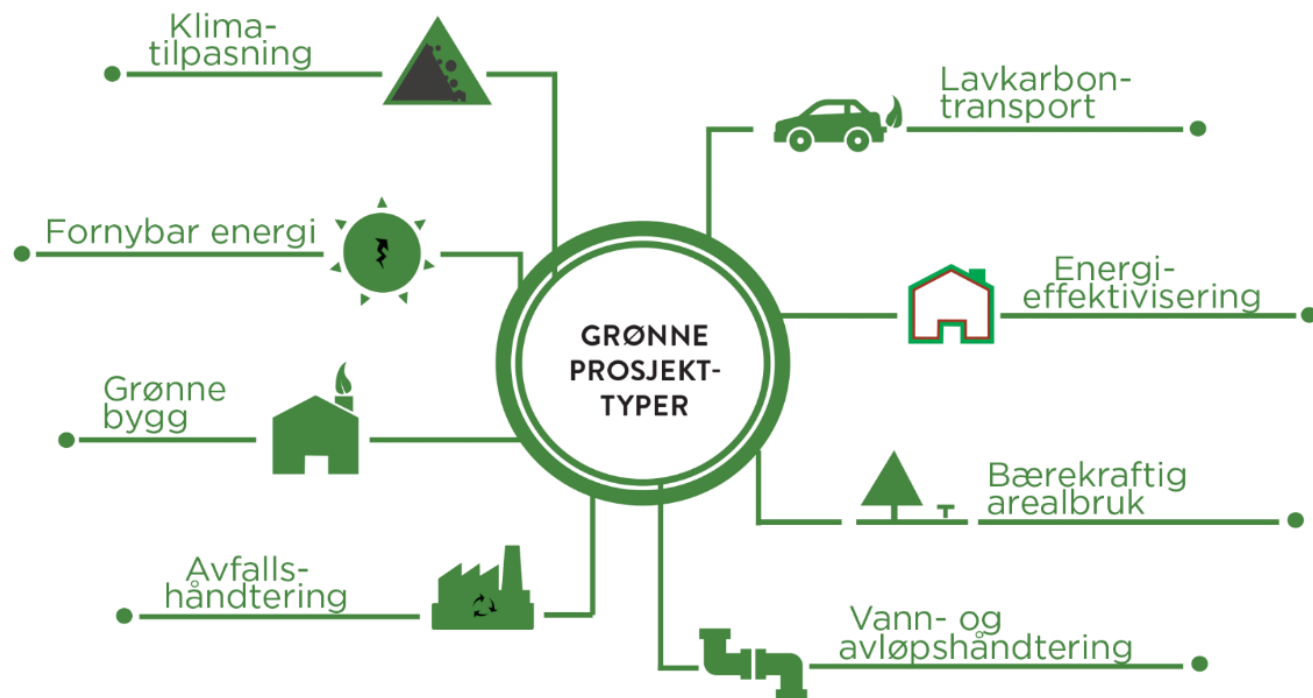 Klima-
tilpasning
Fornybar energi
Grønne
bygg
Avfalls-
håndtering
GRØNNE
PROSJEKT-
TYPER
Lavkarbon-
transport
Energi-
effektivisering
Bærekraftig
arealbruk
Vann- og
avløpshåndtering